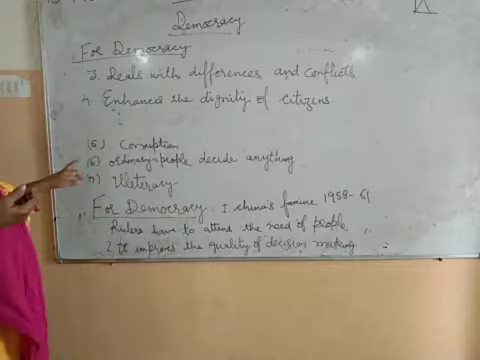 Democracy
For Democracy
3. Deals with differences and conflicts
4. Enhance the dignity of citizens.
(5) Corruption
(6) ordinary people decide anything
(7) Illeteracy
For Democracy: 1 china's famine 1958-61
Rulers have to attend the need of people
2 It improves the quality of decision making